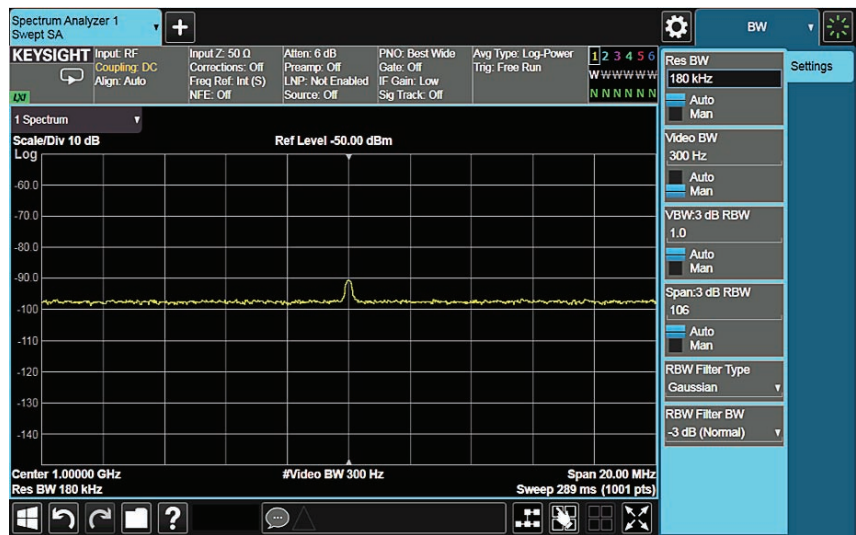 Spectrum Analyzer 1
Swept SA
BW
KEYSIGHT
Input: RF
Coupling: DC
Align: Auto
LXI
Input Z: 50 Ω
Corrections: Off
Freq Ref: Int (S)
NFE: Off
Atten: 6 dB
Preamp: Off
LNP: Not Enabled
Source: Off
PNO: Best Wide
Gate: Off
IF Gain: Low
Sig Track: Off
Avg Type: Log-Power
Trig: Free Run
1 2 3 4 5 6
W W W W W W
N N N N N N
1 Spectrum
Scale/Div 10 dB
Ref Level -50.00 dBm
Log
-60.0
-70.0
-80.0
-90.0
-100
-110
-120
-130
-140
Center 1.00000 GHz
#Video BW 300 Hz
Span 20.00 MHz
Res BW 180 kHz
Sweep 289 ms (1001 pts)
Res BW
180 kHz
Auto
Man
Video BW
300 Hz
Auto
Man
VBW:3 dB RBW
1.0
Auto
Man
Span:3 dB RBW
106
Auto
Man
RBW Filter Type
Gaussian
RBW Filter BW
-3 dB (Normal)
Settings
?